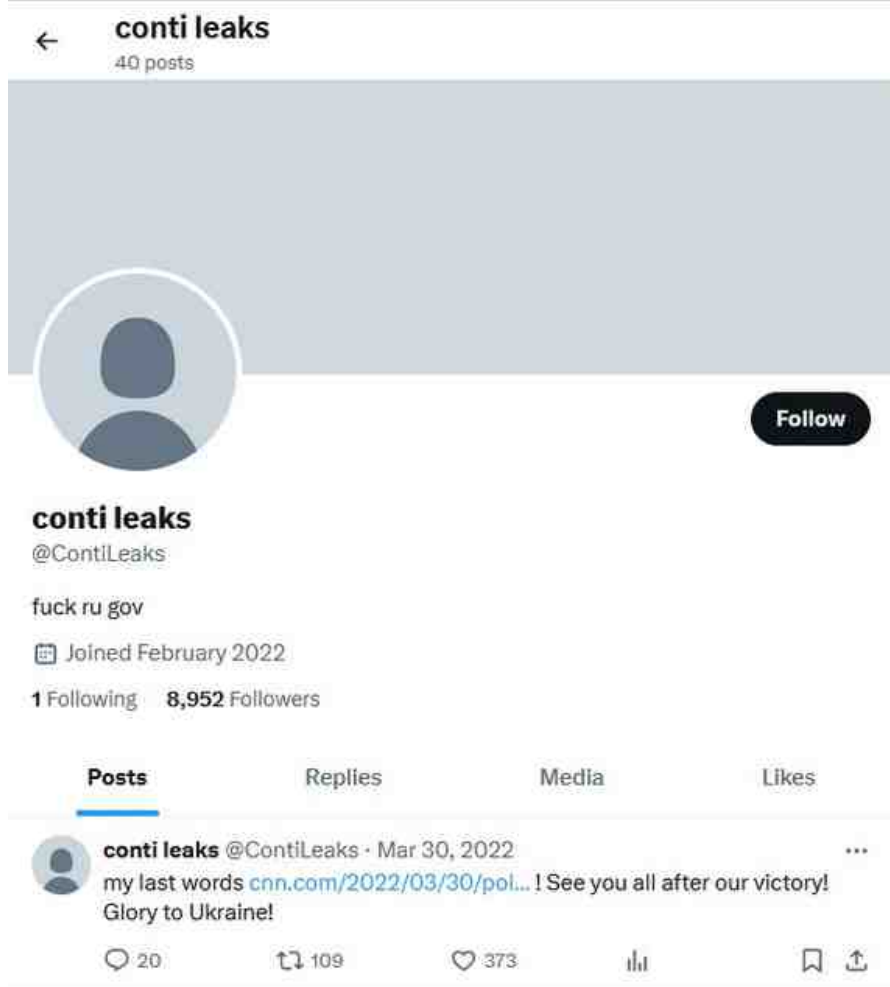 conti leaks
40 posts
Follow
conti leaks
@ContiLeaks
fuck ru gov
Joined February 2022
1 Following 8,952 Followers
Posts Replies Media Likes
conti leaks @ContiLeaks · Mar 30, 2022
my last words cnn.com/2022/03/30/pol... ! See you all after our victory!
Glory to Ukraine!
20 109 373